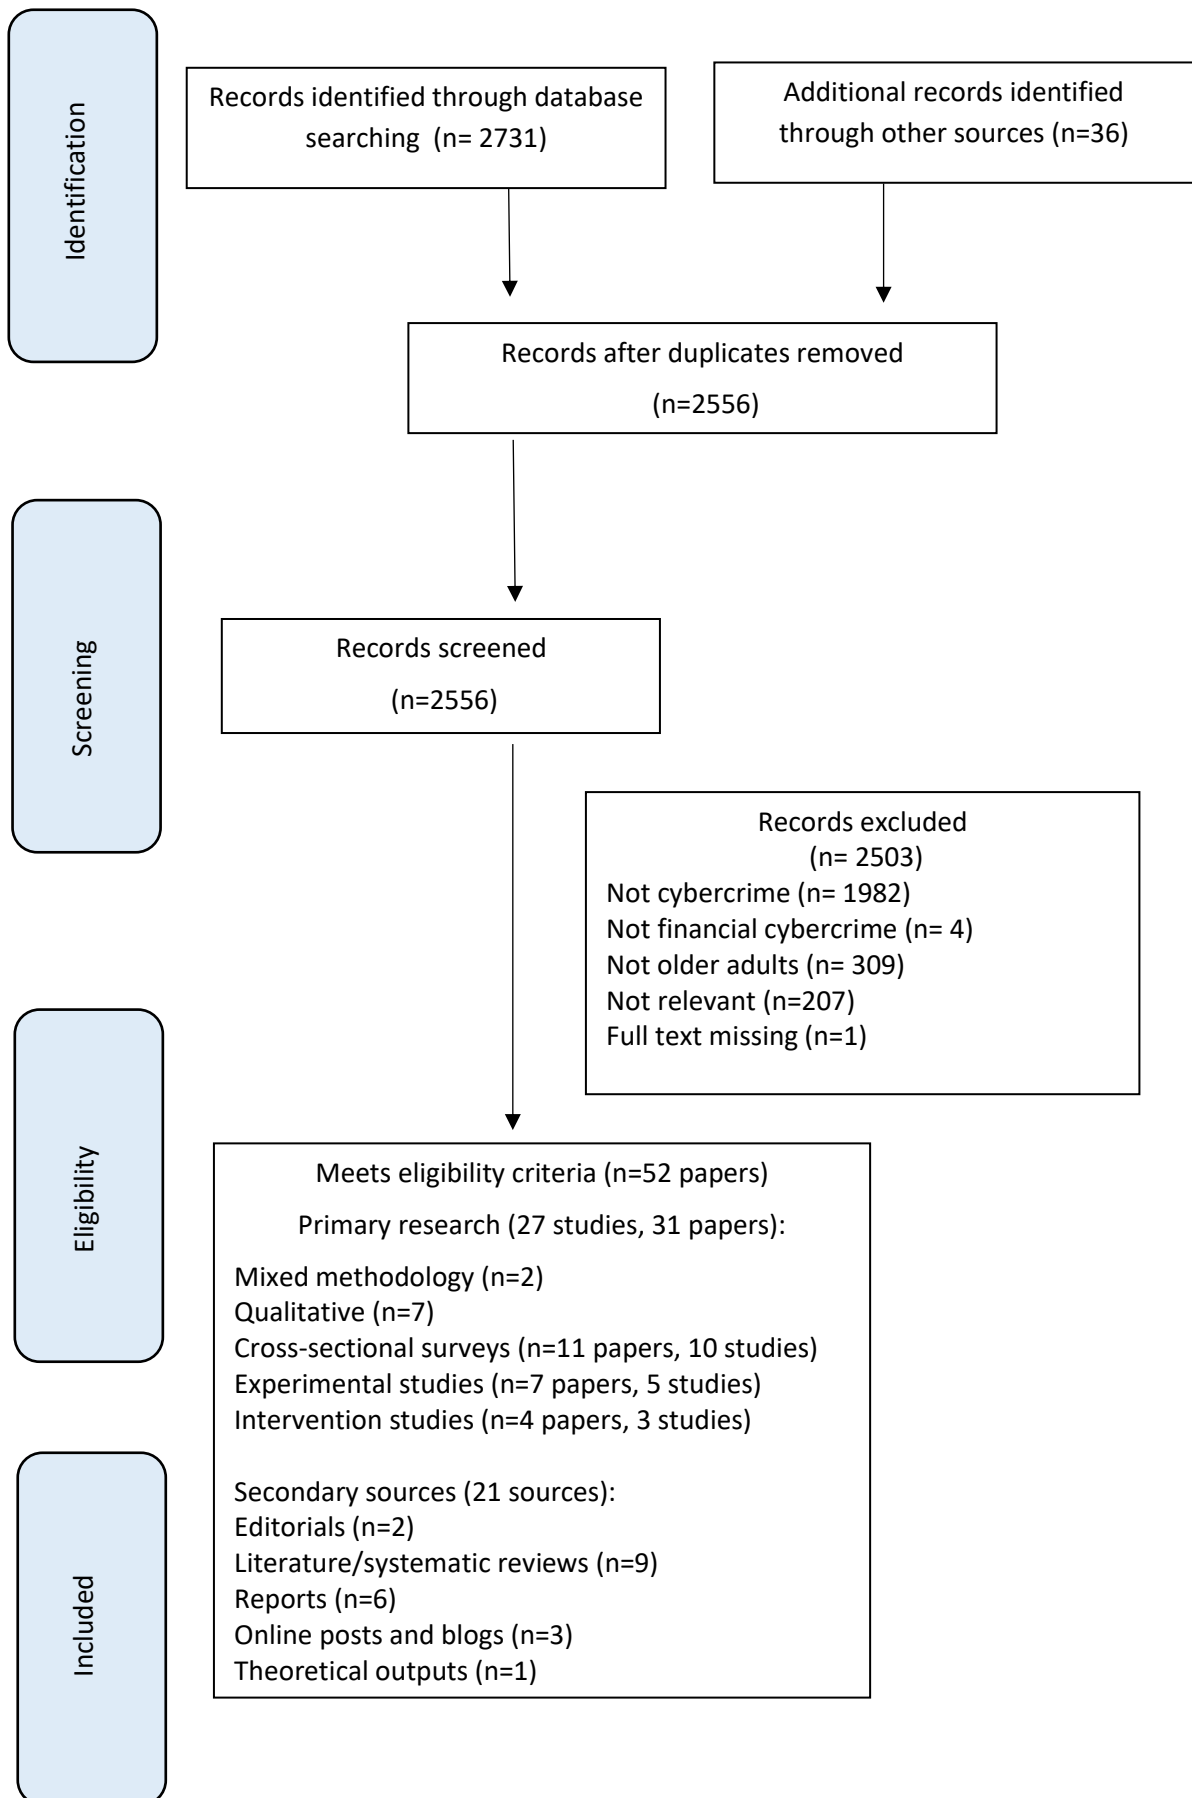 Identification
Records identified through database
searching (n= 2731)
Additional records identified
through other sources (n=36)
Records after duplicates removed
(n=2556)
Screening
Records screened
(n=2556)
Records excluded
(n= 2503)
Not cybercrime (n= 1982)
Not financial cybercrime (n= 4)
Not older adults (n= 309)
Not relevant (n=207)
Full text missing (n=1)
Eligibility
Meets eligibility criteria (n=52 papers)
Primary research (27 studies, 31 papers):
Mixed methodology (n=2)
Qualitative (n=7)
Cross-sectional surveys (n=11 papers, 10 studies)
Experimental studies (n=7 papers, 5 studies)
Intervention studies (n=4 papers, 3 studies)
Secondary sources (21 sources):
Editorials (n=2)
Literature/systematic reviews (n=9)
Reports (n=6)
Online posts and blogs (n=3)
Theoretical outputs (n=1)
Included